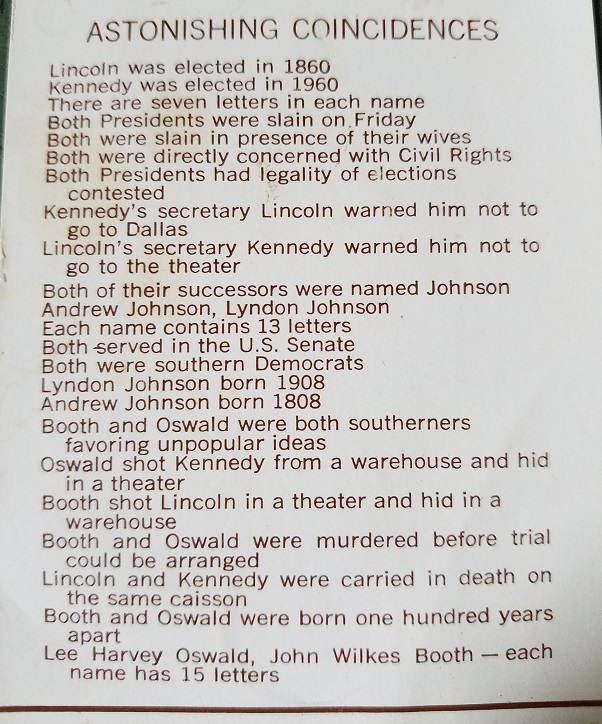 ASTONISHING COINCIDENCES
Lincoln was elected in 1860
Kennedy was elected in 1960
There are seven letters in each name
Both Presidents were slain on Friday
Both were slain in presence of their wives
Both were directly concerned with Civil Rights
Both Presidents had legality of elections
contested
Kennedy's secretary Lincoln warned him not to
go to Dallas
Lincoln's secretary Kennedy warned him not to
go to the theater
Both of their successors were named Johnson
Andrew Johnson, Lyndon Johnson
Each name contains 13 letters
Both served in the U.S. Senate
Both were southern Democrats
Lyndon Johnson born 1908
Andrew Johnson born 1808
Booth and Oswald were both southerners
favoring unpopular ideas
Oswald shot Kennedy from a warehouse and hid
in a theater
Booth shot Lincoln in a theater and hid in a
warehouse
Booth and Oswald were murdered before trial
could be arranged
Lincoln and Kennedy were carried in death on
the same caisson
Booth and Oswald were born one hundred years
apart
Lee Harvey Oswald, John Wilkes Booth — each
name has 15 letters